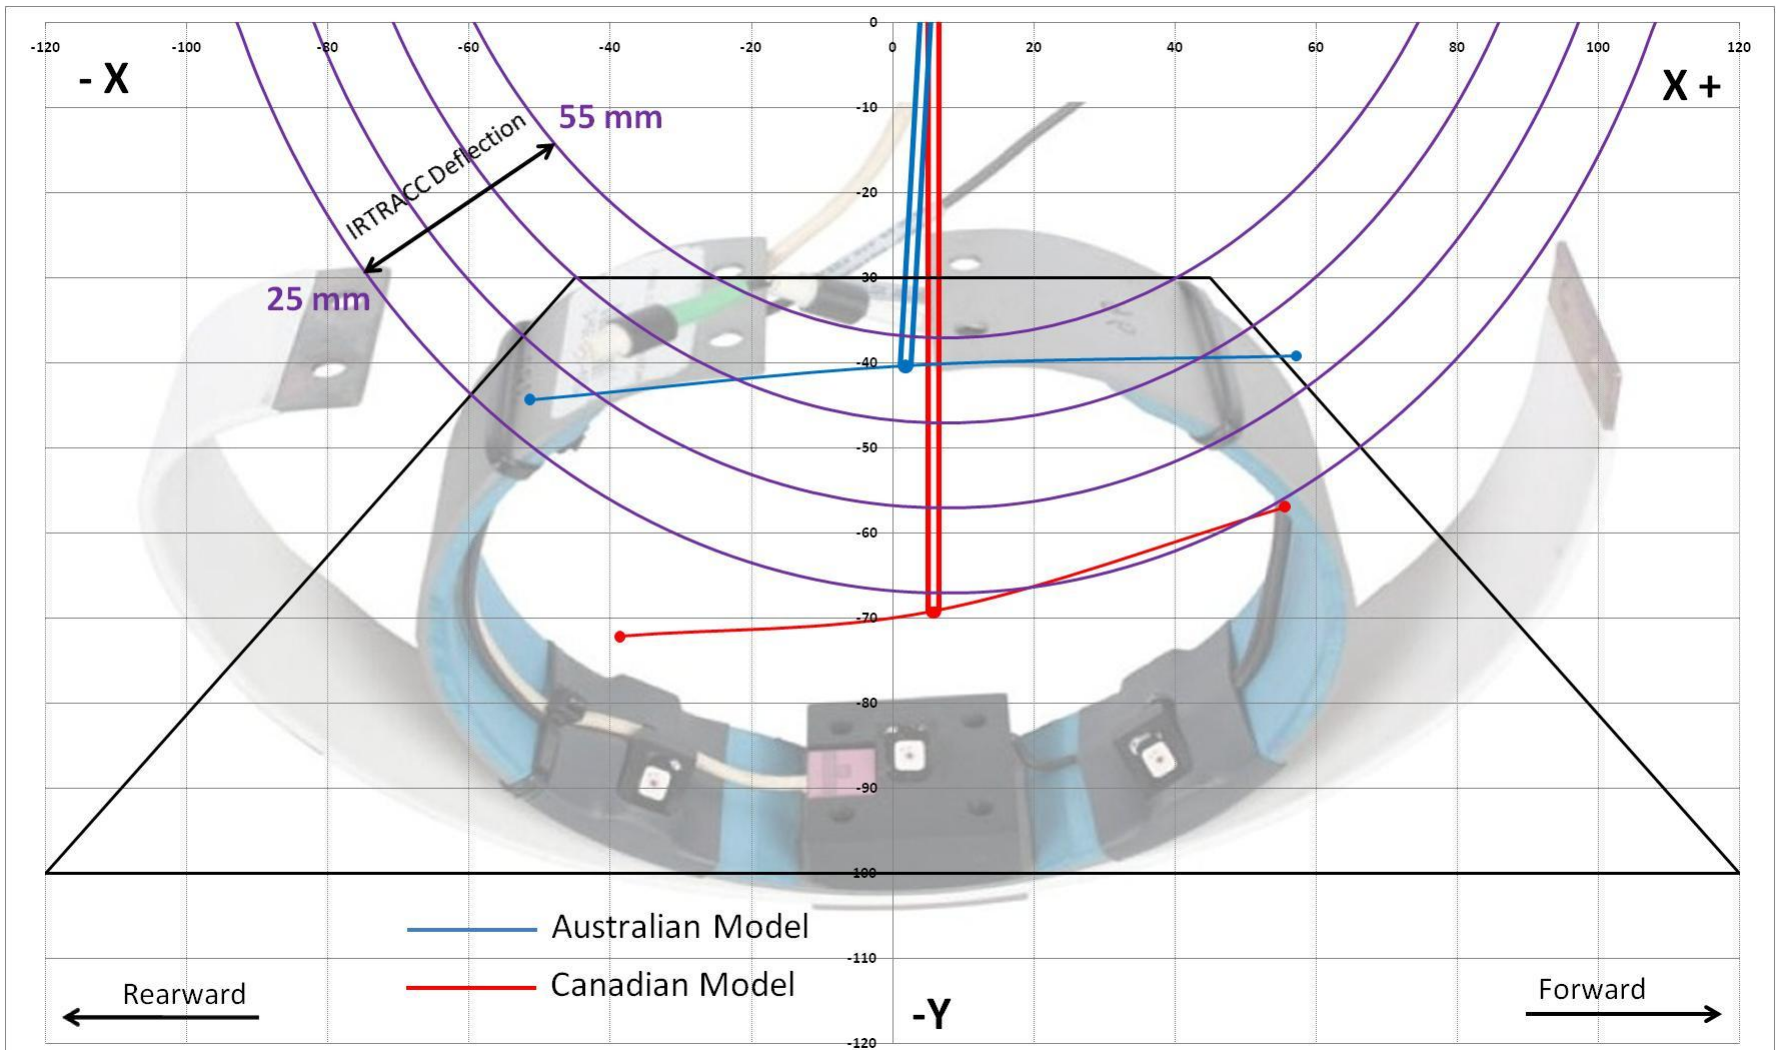 0
-120 -100 -80 -60 -40 -20 0 20 40 60 80 100 120
- X
X +
-10
55 mm
IRTRACC Deflection
-20
25 mm
-30
-40
-50
-60
-70
-80
-90
-100
Australian Model
-110
Canadian Model
Rearward
Forward
-Y
-120